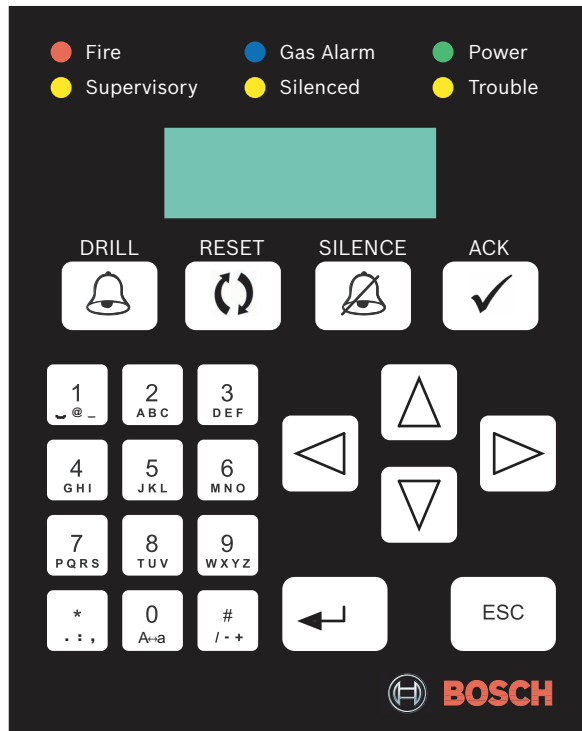 Fire Gas Alarm Power
Supervisory Silenced Trouble
DRILL RESET SILENCE ACK
1 2 3
␣ @ _ ABC DEF
4 5 6
GHI JKL MNO
7 8 9
PQRS TUV WXYZ
* 0 #
. : , A↔a / - +
ESC
BOSCH